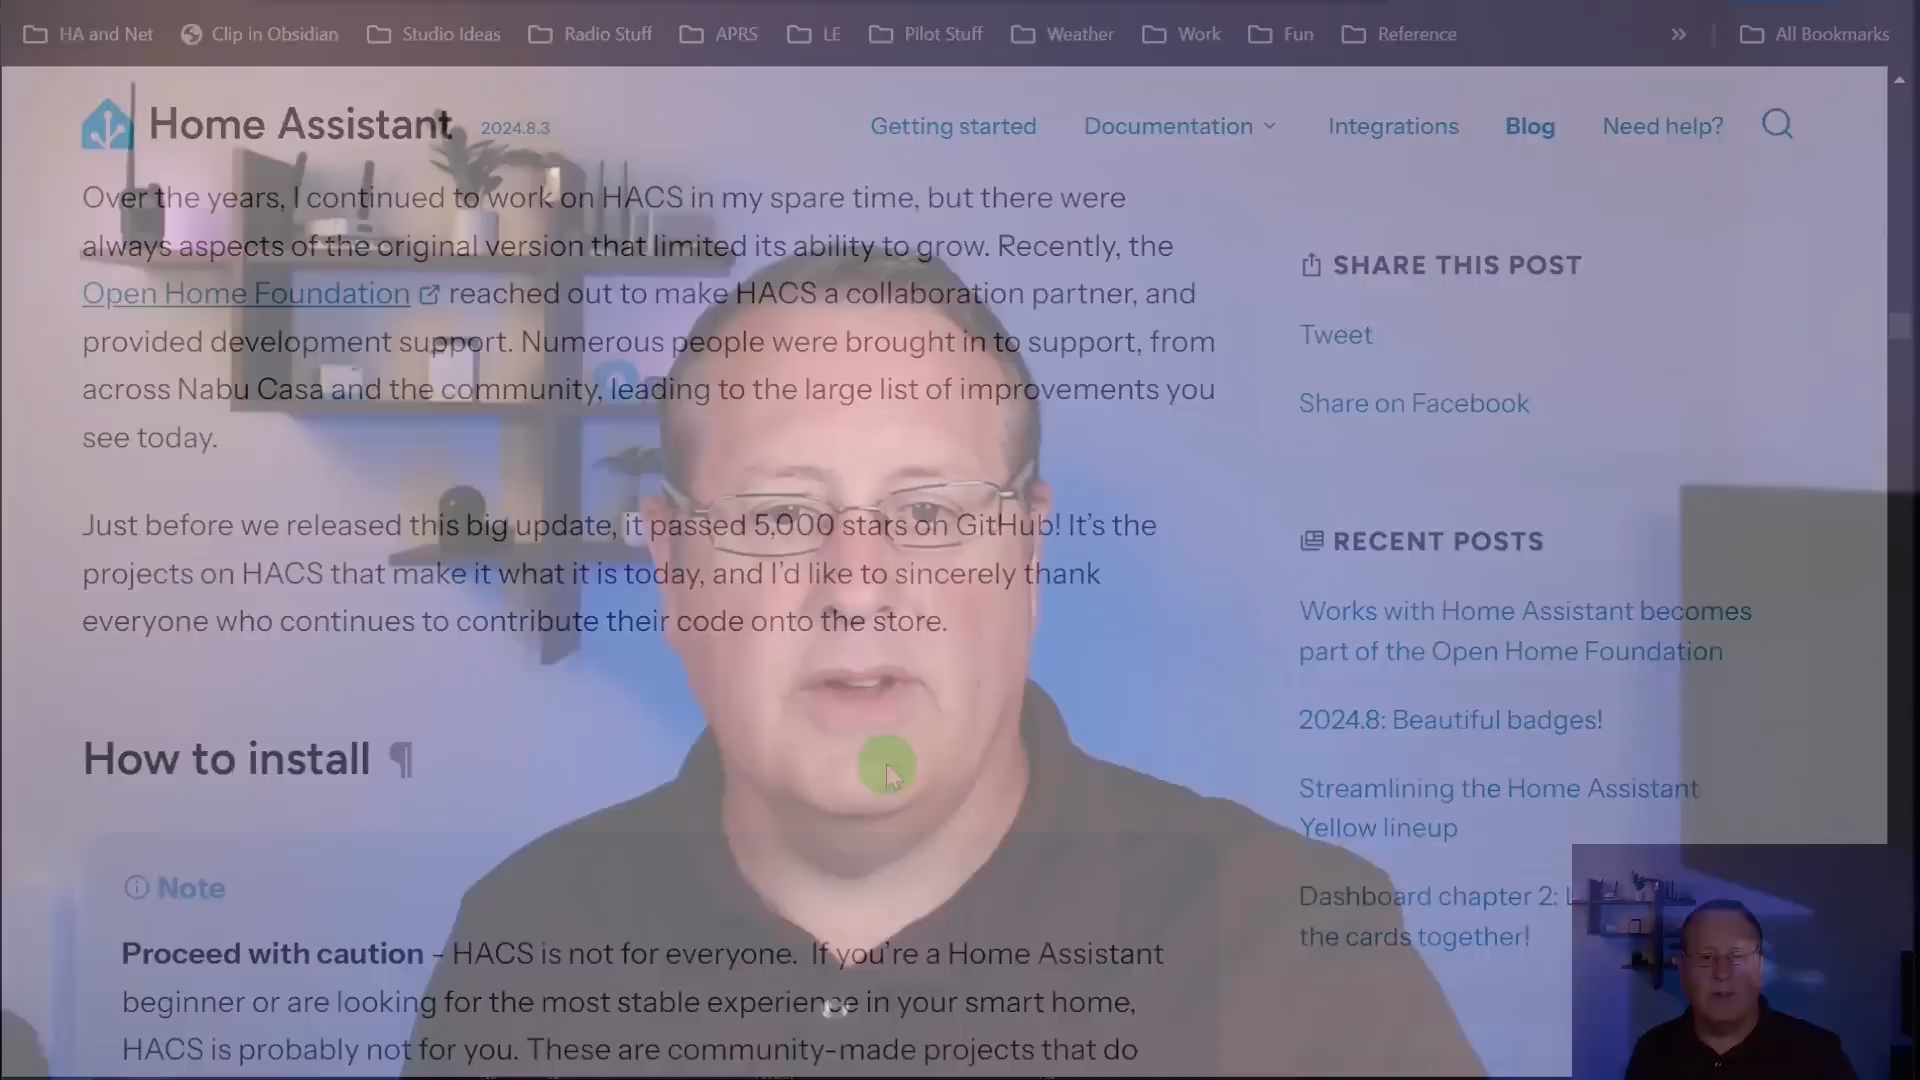 HA and Net
Clip in Obsidian
Studio Ideas
Radio Stuff
APRS
LE
Pilot Stuff
Weather
Work
Fun
Reference
»
All Bookmarks
Home Assistant 2024.8.3
Getting started
Documentation
Integrations
Blog
Need help?
Over the years, I continued to work on HACS in my spare time, but there were
always aspects of the original version that limited its ability to grow. Recently, the
Open Home Foundation reached out to make HACS a collaboration partner, and
provided development support. Numerous people were brought in to support, from
across Nabu Casa and the community, leading to the large list of improvements you
see today.
Just before we released this big update, it passed 5,000 stars on GitHub! It’s the
projects on HACS that make it what it is today, and I’d like to sincerely thank
everyone who continues to contribute their code onto the store.
How to install ¶
Note
Proceed with caution - HACS is not for everyone. If you’re a Home Assistant
beginner or are looking for the most stable experience in your smart home,
HACS is probably not for you. These are community-made projects that do
SHARE THIS POST
Tweet
Share on Facebook
RECENT POSTS
Works with Home Assistant becomes
part of the Open Home Foundation
2024.8: Beautiful badges!
Streamlining the Home Assistant
Yellow lineup
Dashboard chapter 2:
the cards together!